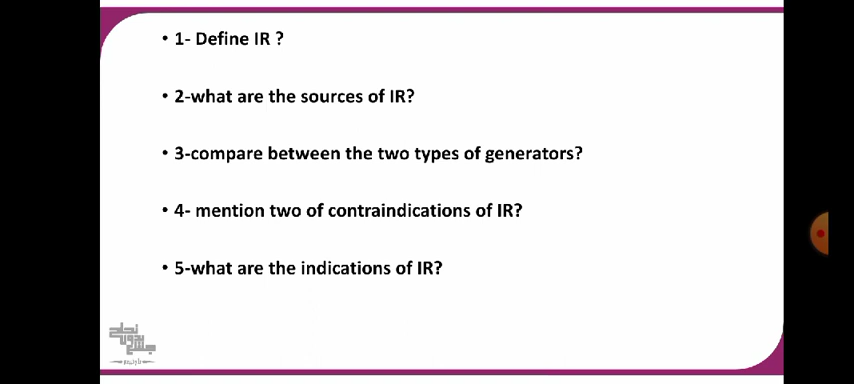 • 1- Define IR ?
• 2-what are the sources of IR?
• 3-compare between the two types of generators?
• 4- mention two of contraindications of IR?
• 5-what are the indications of IR?